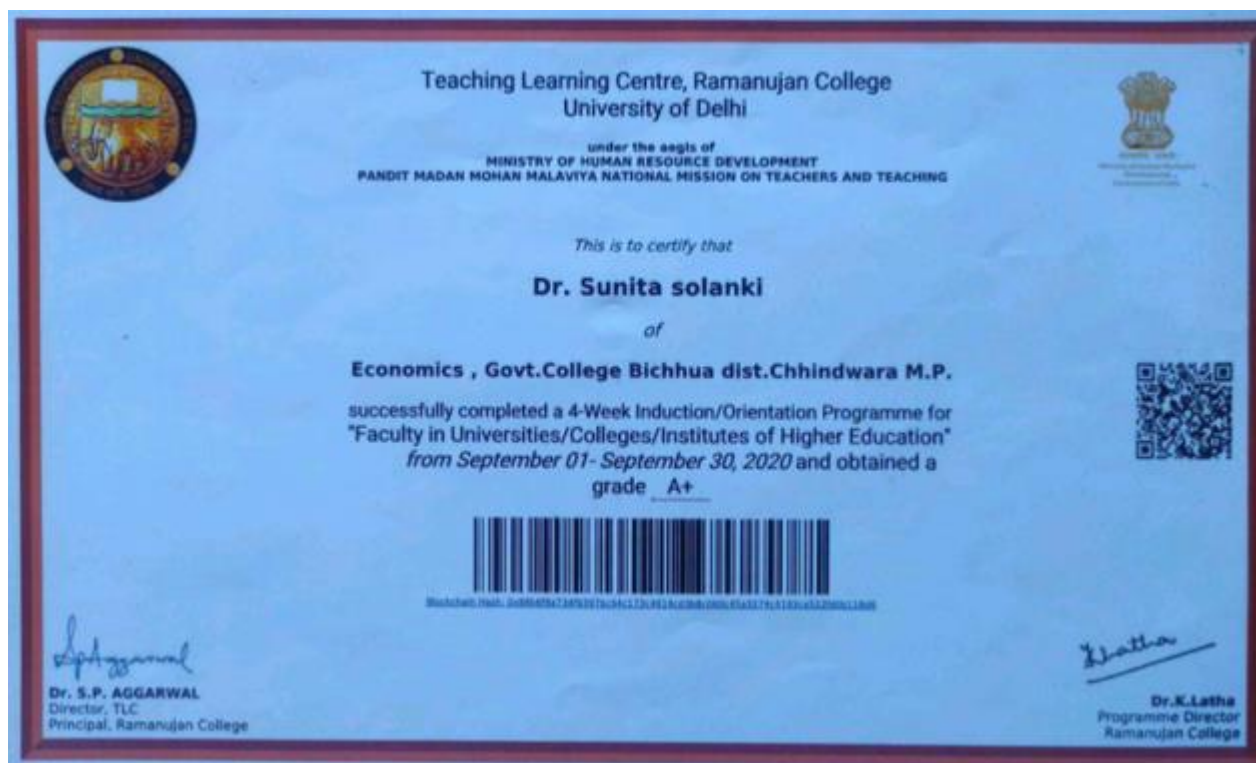 Teaching Learning Centre, Ramanujan College
University of Delhi
under the aegis of
MINISTRY OF HUMAN RESOURCE DEVELOPMENT
PANDIT MADAN MOHAN MALAVIYA NATIONAL MISSION ON TEACHERS AND TEACHING
This is to certify that
Dr. Sunita solanki
of
Economics , Govt.College Bichhua dist.Chhindwara M.P.
successfully completed a 4-Week Induction/Orientation Programme for
"Faculty in Universities/Colleges/Institutes of Higher Education"
from September 01- September 30, 2020 and obtained a
grade A+
Blockchain Hash:
SpAggarwal
Dr. S.P. AGGARWAL
Director, TLC
Principal, Ramanujan College
KLatha
Dr.K.Latha
Programme Director
Ramanujan College